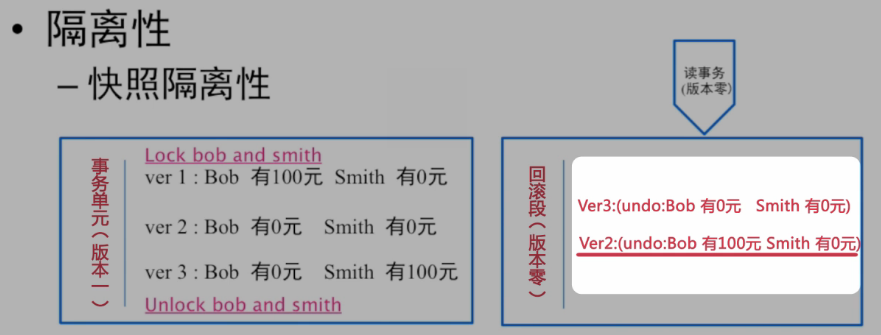 • 隔离性
– 快照隔离性
读事务
(版本零)
事务单元(版本一)
Lock bob and smith
ver 1 : Bob 有100元 Smith 有0元
ver 2 : Bob 有0元 Smith 有0元
ver 3 : Bob 有0元 Smith 有100元
Unlock bob and smith
回滚段(版本零)
Ver3:(undo:Bob 有0元 Smith 有0元)
Ver2:(undo:Bob 有100元 Smith 有0元)